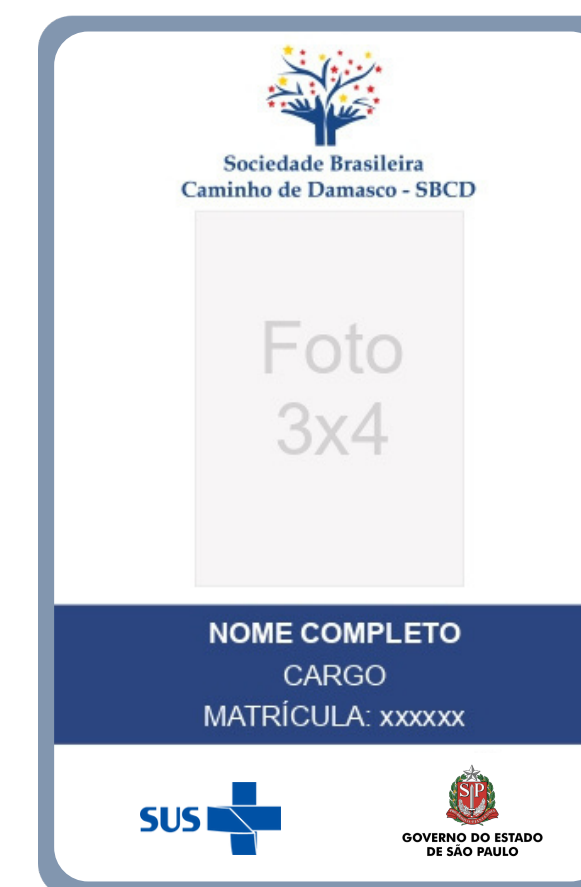 Sociedade Brasileira
Caminho de Damasco - SBCD
Foto
3x4
NOME COMPLETO
CARGO
MATRÍCULA: xxxxxx
SUS
SP
GOVERNO DO ESTADO
DE SÃO PAULO